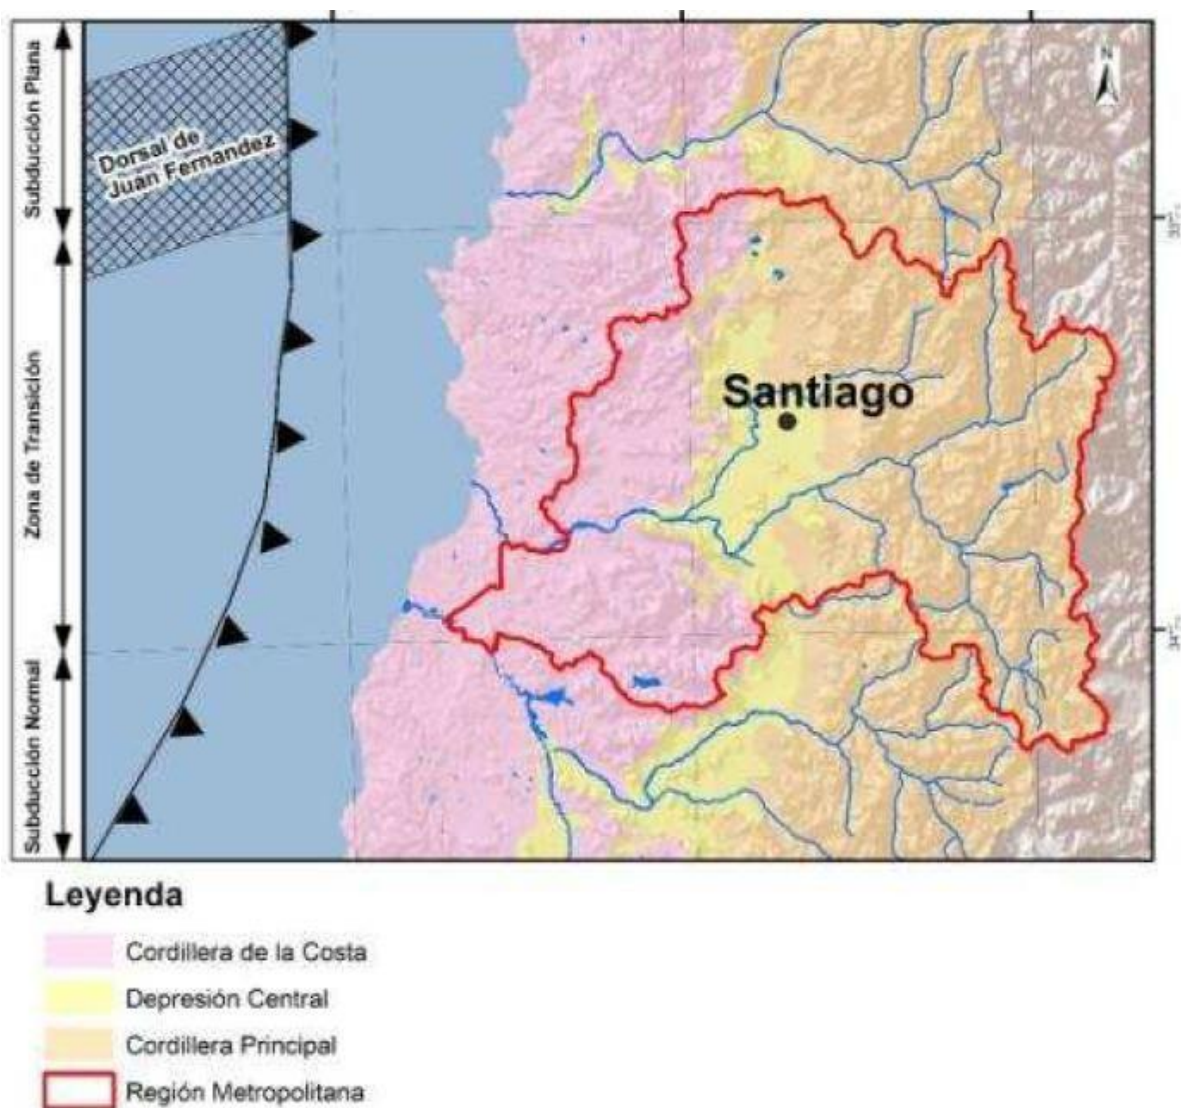 Subducción Plana
Dorsal de
Juan Fernandez
N
Zona de Transición
Santiago
Subducción Normal
Leyenda
Cordillera de la Costa
Depresión Central
Cordillera Principal
Región Metropolitana